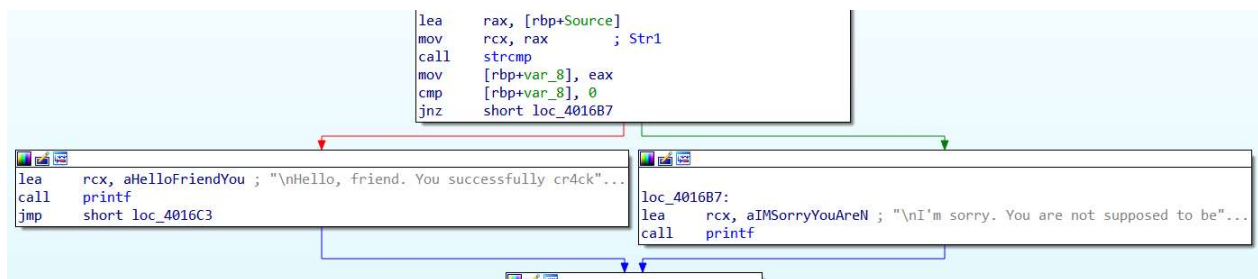 lea rax, [rbp+Source]
mov rcx, rax ; Str1
call strcmp
mov [rbp+var_8], eax
cmp [rbp+var_8], 0
jnz short loc_4016B7
lea rcx, aHelloFriendYou ; "\nHello, friend. You successfully cr4ck"...
call printf
jmp short loc_4016C3
loc_4016B7:
lea rcx, aIMSorryYouAreN ; "\nI'm sorry. You are not supposed to be"...
call printf